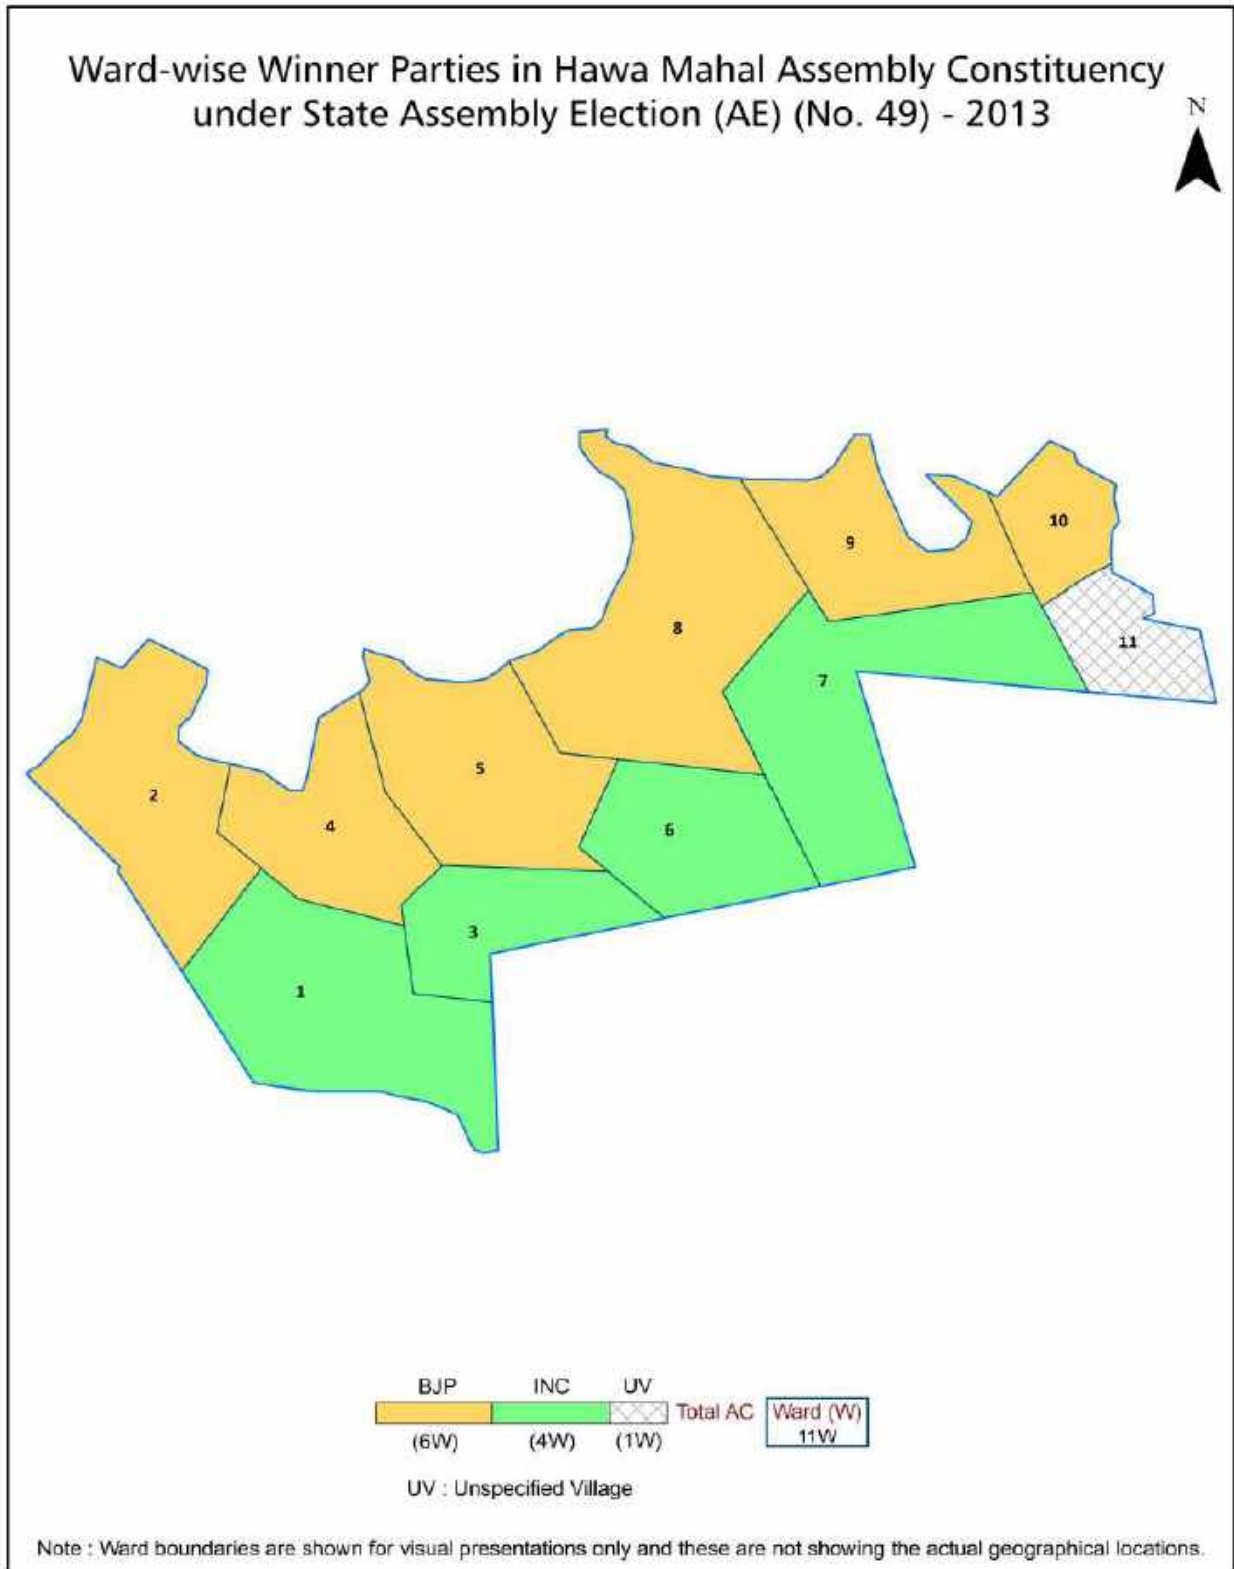 Ward-wise Winner Parties in Hawa Mahal Assembly Constituency
under State Assembly Election (AE) (No. 49) - 2013
N
10
9
8
11
7
5
2
4
6
3
1
BJP INC UV
Total AC Ward (W)
(6W) (4W) (1W) 11W
UV : Unspecified Village
Note : Ward boundaries are shown for visual presentations only and these are not showing the actual geographical locations.